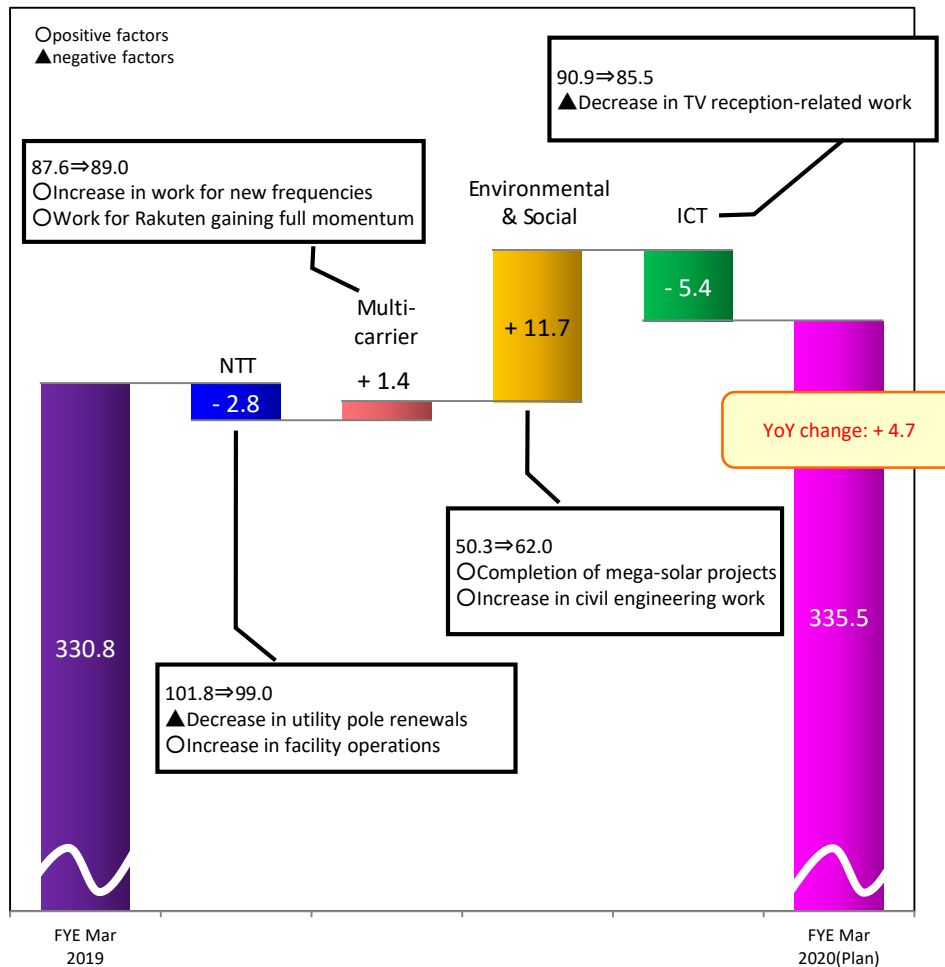 ○positive factors
▲negative factors
90.9⇒85.5
▲Decrease in TV reception-related work
87.6⇒89.0
○Increase in work for new frequencies
○Work for Rakuten gaining full momentum
Environmental
& Social
ICT
- 5.4
Multi-
carrier
+ 11.7
NTT
+ 1.4
- 2.8
YoY change: + 4.7
50.3⇒62.0
○Completion of mega-solar projects
○Increase in civil engineering work
330.8
335.5
101.8⇒99.0
▲Decrease in utility pole renewals
○Increase in facility operations
FYE Mar
2019
FYE Mar
2020(Plan)